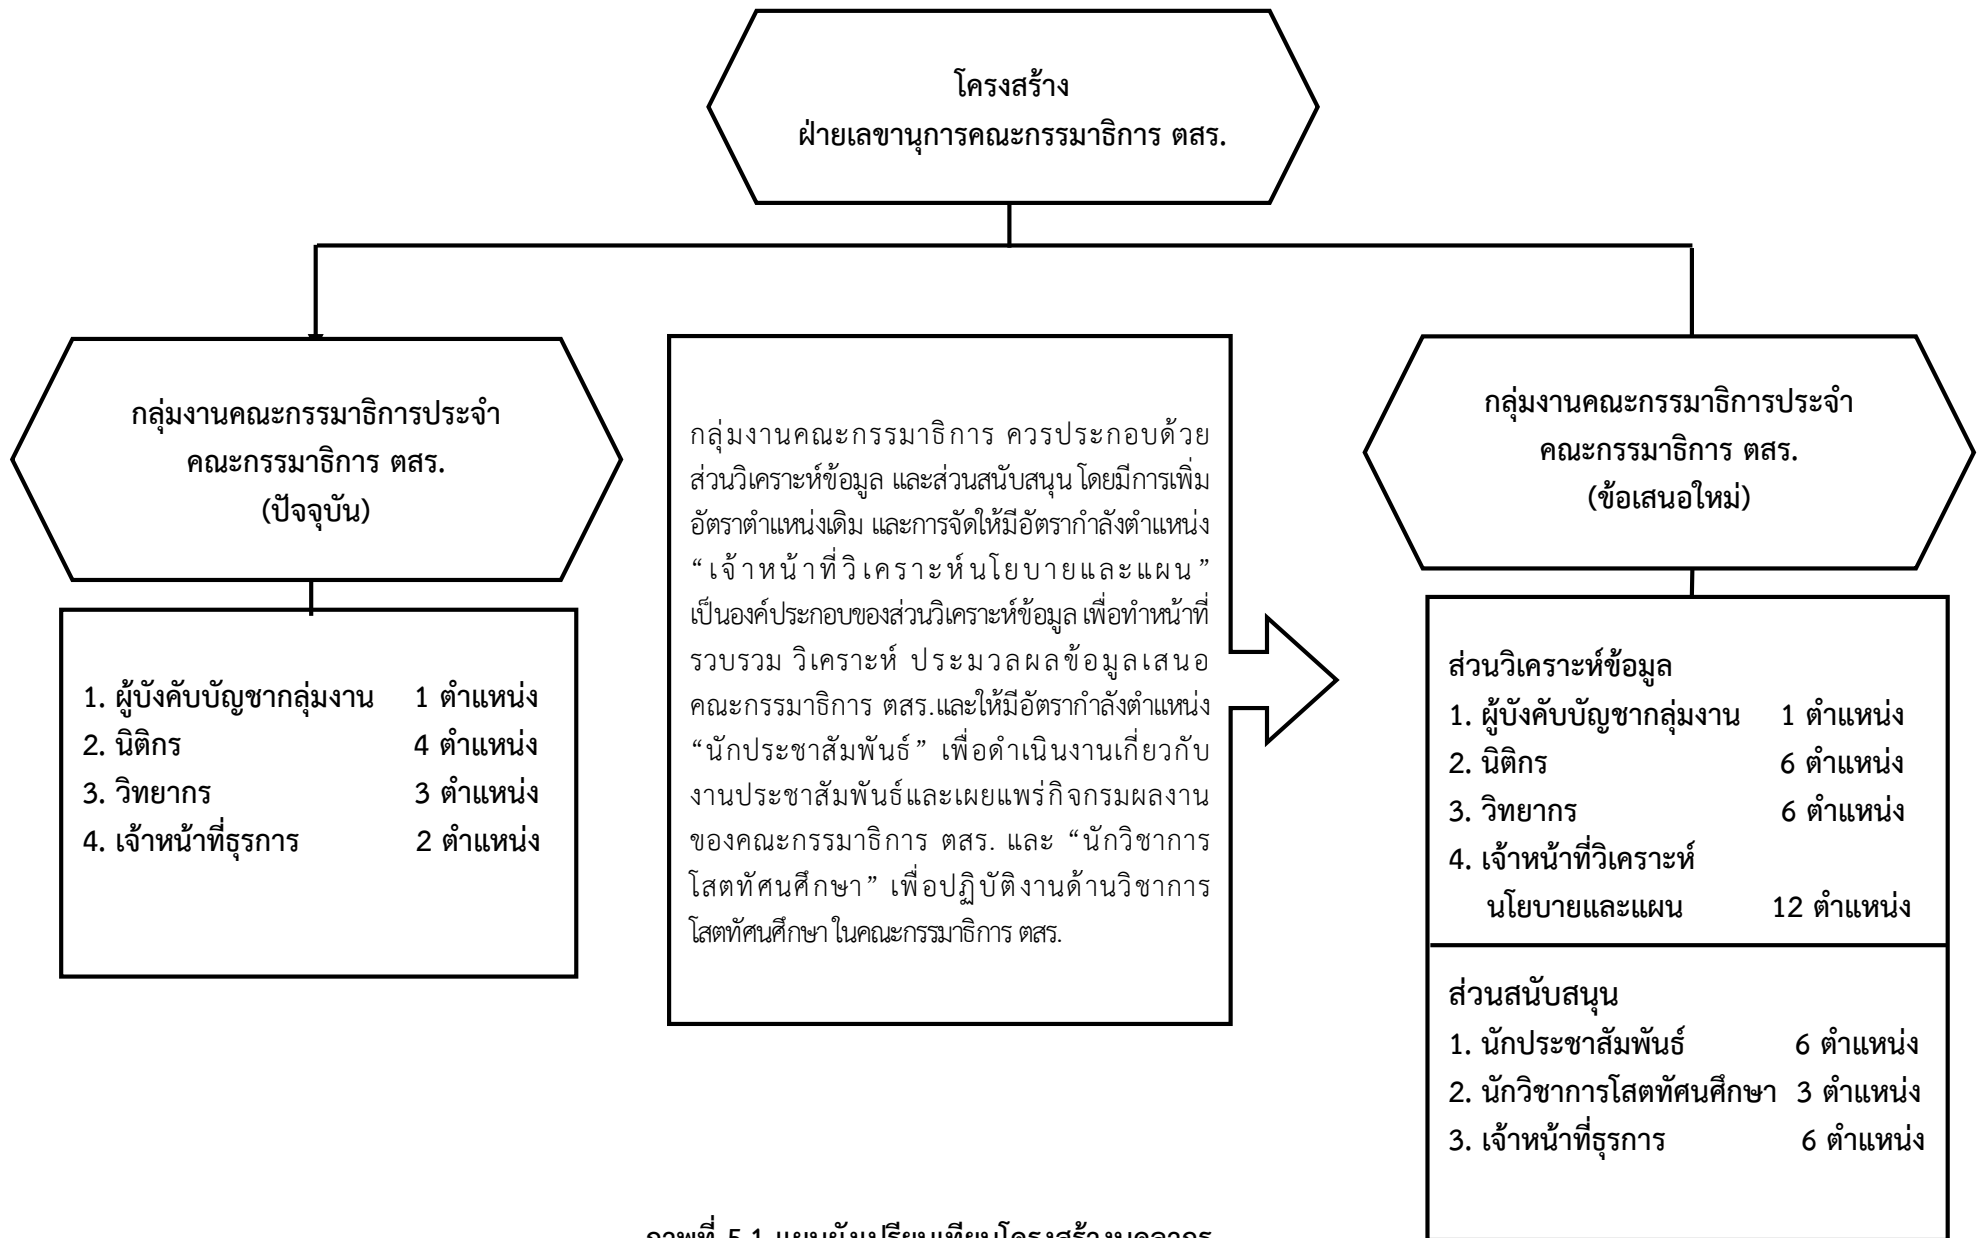 โครงสร้าง
ฝ่ายเลขานุการคณะกรรมาธิการ ตสร.
กลุ่มงานคณะกรรมาธิการประจำ
คณะกรรมาธิการ ตสร.
(ปัจจุบัน)
1. ผู้บังคับบัญชากลุ่มงาน 1 ตำแหน่ง
2. นิติกร 4 ตำแหน่ง
3. วิทยากร 3 ตำแหน่ง
4. เจ้าหน้าที่ธุรการ 2 ตำแหน่ง
กลุ่มงานคณะกรรมาธิการ ควรประกอบด้วย
ส่วนวิเคราะห์ข้อมูล และส่วนสนับสนุน โดยมีการเพิ่ม
อัตราตำแหน่งเดิม และการจัดให้มีอัตรากำลังตำแหน่ง
“เจ้าหน้าที่วิเคราะห์นโยบายและแผน”
เป็นองค์ประกอบของส่วนวิเคราะห์ข้อมูล เพื่อทำหน้าที่
รวบรวม วิเคราะห์ ประมวลผลข้อมูลเสนอ
คณะกรรมาธิการ ตสร.และให้มีอัตรากำลังตำแหน่ง
“นักประชาสัมพันธ์” เพื่อดำเนินงานเกี่ยวกับ
งานประชาสัมพันธ์และเผยแพร่กิจกรมผลงาน
ของคณะกรรมาธิการ ตสร. และ “นักวิชาการ
โสตทัศนศึกษา” เพื่อปฏิบัติงานด้านวิชาการ
โสตทัศนศึกษา ในคณะกรรมาธิการ ตสร.
กลุ่มงานคณะกรรมาธิการประจำ
คณะกรรมาธิการ ตสร.
(ข้อเสนอใหม่)
ส่วนวิเคราะห์ข้อมูล
1. ผู้บังคับบัญชากลุ่มงาน 1 ตำแหน่ง
2. นิติกร 6 ตำแหน่ง
3. วิทยากร 6 ตำแหน่ง
4. เจ้าหน้าที่วิเคราะห์
นโยบายและแผน 12 ตำแหน่ง
ส่วนสนับสนุน
1. นักประชาสัมพันธ์ 6 ตำแหน่ง
2. นักวิชาการโสตทัศนศึกษา 3 ตำแหน่ง
3. เจ้าหน้าที่ธุรการ 6 ตำแหน่ง
ภาพที่ 5.1 แผนผังเปรียบเทียบโครงสร้างบุคลากร